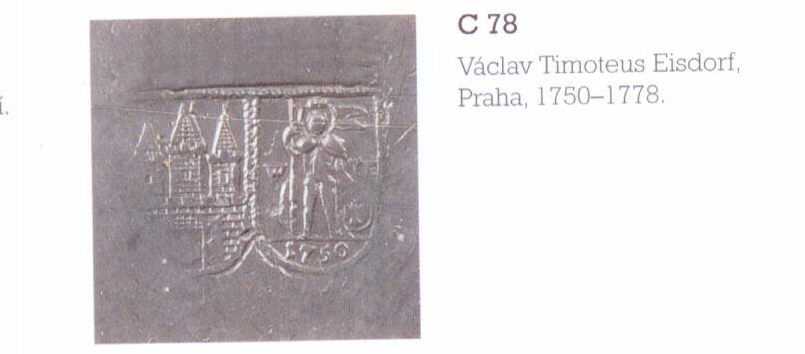 C 78
Václav Timoteus Eisdorf,
Praha, 1750–1778.
í.
1750